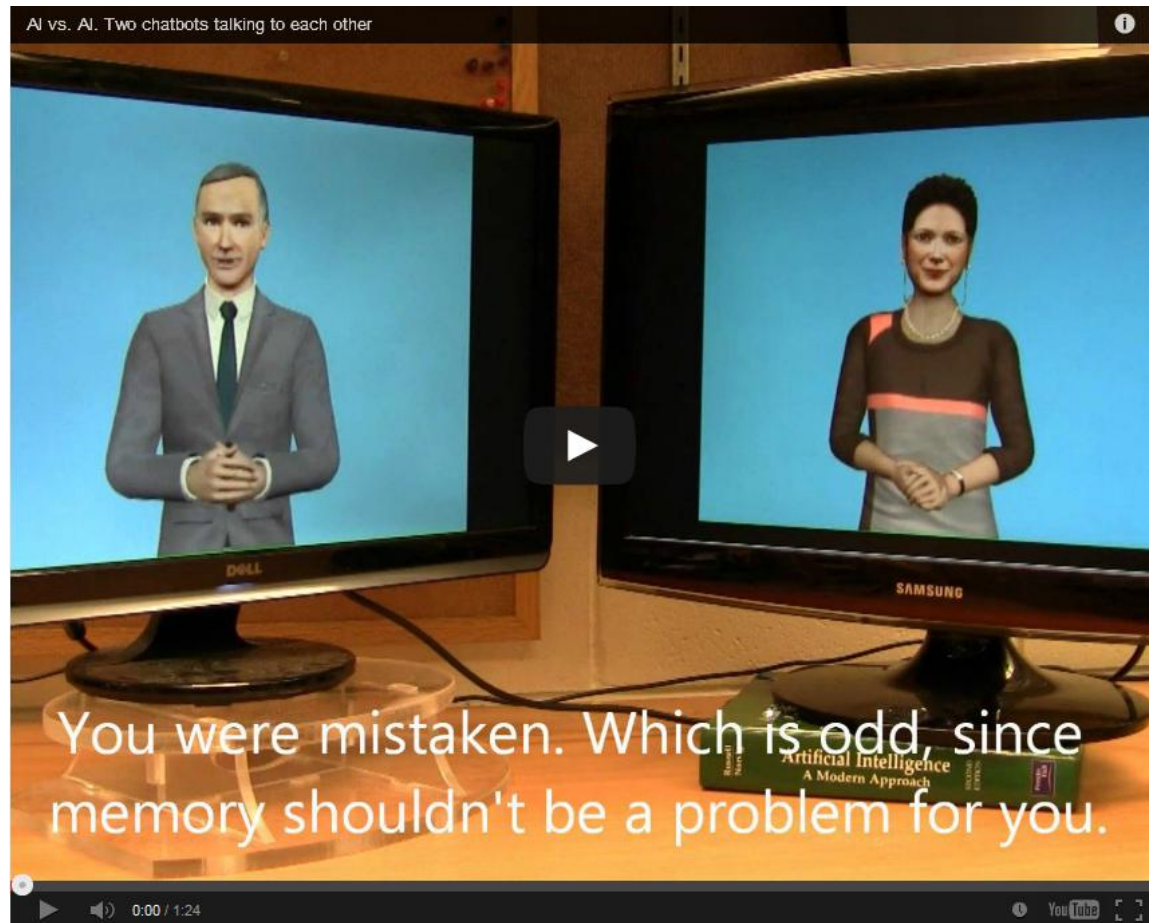 AI vs. AI. Two chatbots talking to each other
DELL
SAMSUNG
You were mistaken. Which is odd, since
memory shouldn't be a problem for you.
Artificial Intelligence
A Modern Approach
0:00 / 1:24
YouTube